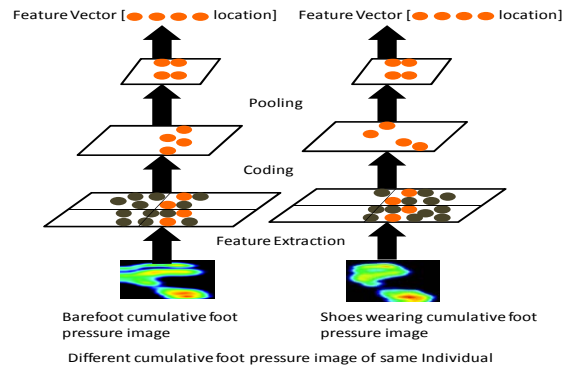 Feature Vector [ location]
Feature Vector [ location]
Pooling
Coding
Feature Extraction
Barefoot cumulative foot
pressure image
Shoes wearing cumulative foot
pressure image
Different cumulative foot pressure image of same Individual